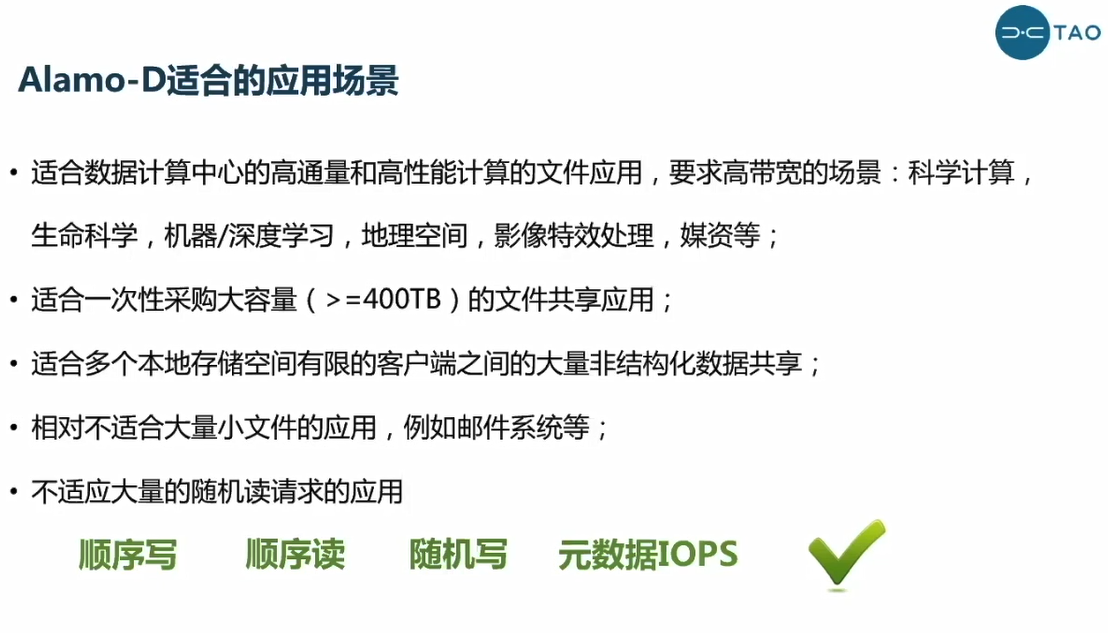 TAO
Alamo-D适合的应用场景
• 适合数据计算中心的高通量和高性能计算的文件应用，要求高带宽的场景：科学计算，
生命科学，机器/深度学习，地理空间，影像特效处理，媒资等；
• 适合一次性采购大容量（>=400TB）的文件共享应用；
• 适合多个本地存储空间有限的客户端之间的大量非结构化数据共享；
• 相对不适合大量小文件的应用，例如邮件系统等；
• 不适应大量的随机读请求的应用
顺序写 顺序读 随机写 元数据IOPS